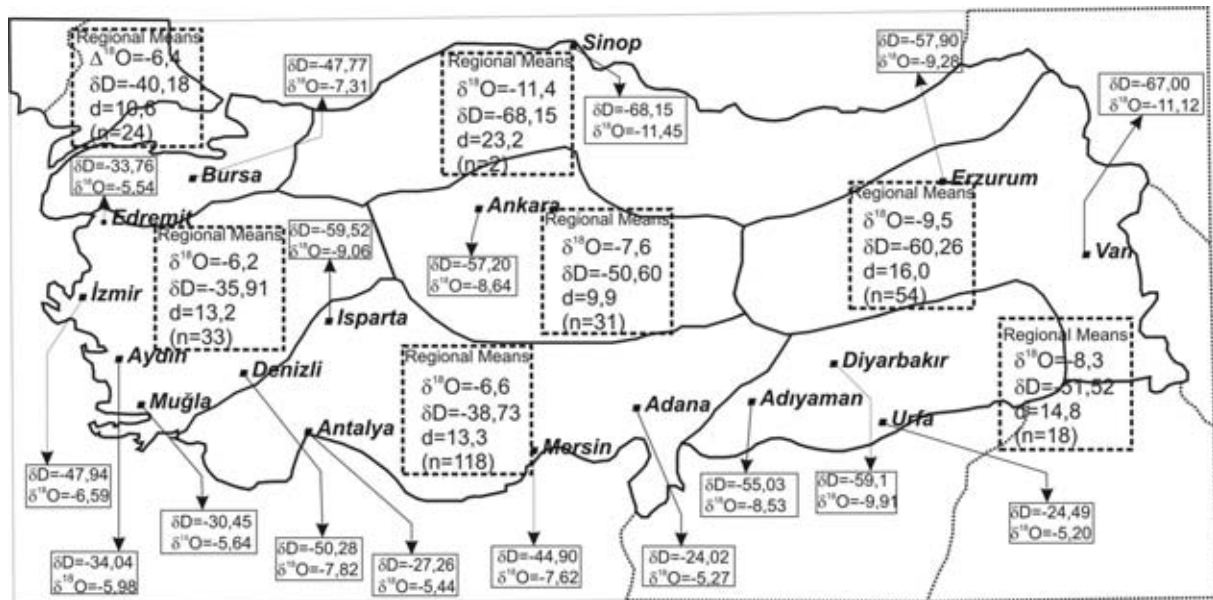 Regional Means
Δ¹⁸O=-6,4
δD=-40,18
d=10,6
(n=24)
δD=-47,77
δ¹⁸O=-7,31
Sinop
Regional Means
δ¹⁸O=-11,4
δD=-68,15
d=23,2
(n=2)
δD=-68,15
δ¹⁸O=-11,45
δD=-57,90
δ¹⁸O=-9,28
δD=-67,00
δ¹⁸O=-11,12
δD=-33,76
δ¹⁸O=-5,54
Bursa
Edremit
Ankara
Erzurum
Van
Regional Means
δ¹⁸O=-6,2
δD=-35,91
d=13,2
(n=33)
δD=-59,52
δ¹⁸O=-9,06
δD=-57,20
δ¹⁸O=-8,64
Regional Means
δ¹⁸O=-7,6
δD=-50,60
d=9,9
(n=31)
Regional Means
δ¹⁸O=-9,5
δD=-60,26
d=16,0
(n=54)
İzmir
Isparta
Aydın
Denizli
Muğla
Antalya
Regional Means
δ¹⁸O=-6,6
δD=-38,73
d=13,3
(n=118)
Mersin
Adana
Adıyaman
Diyarbakır
Urfa
Regional Means
δ¹⁸O=-8,3
δD=-51,52
d=14,8
(n=18)
δD=-47,94
δ¹⁸O=-6,59
δD=-34,04
δ¹⁸O=-5,98
δD=-30,45
δ¹⁸O=-5,64
δD=-50,28
δ¹⁸O=-7,82
δD=-27,26
δ¹⁸O=-5,44
δD=-44,90
δ¹⁸O=-7,62
δD=-24,02
δ¹⁸O=-5,27
δD=-55,03
δ¹⁸O=-8,53
δD=-59,1
δ¹⁸O=-9,91
δD=-24,49
δ¹⁸O=-5,20